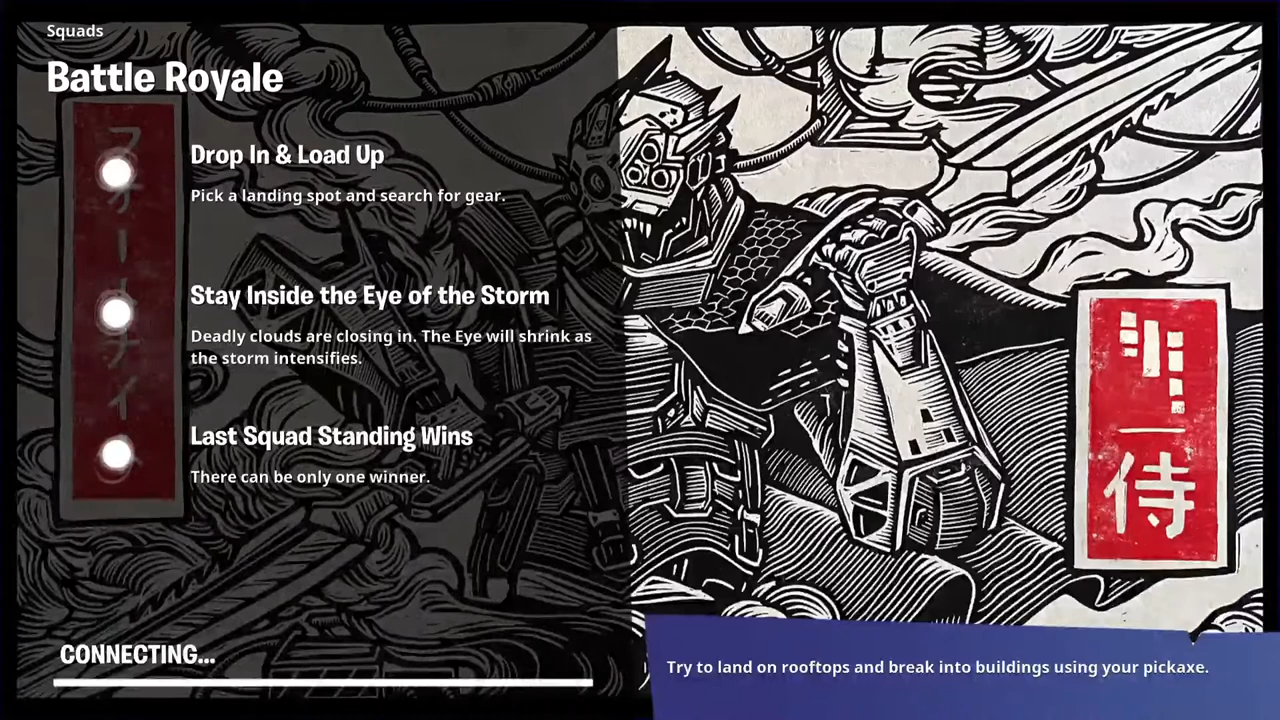 Squads
Battle Royale
Drop In & Load Up
Pick a landing spot and search for gear.
Stay Inside the Eye of the Storm
Deadly clouds are closing in. The Eye will shrink as
the storm intensifies.
Last Squad Standing Wins
There can be only one winner.
侍
CONNECTING...
Try to land on rooftops and break into buildings using your pickaxe.